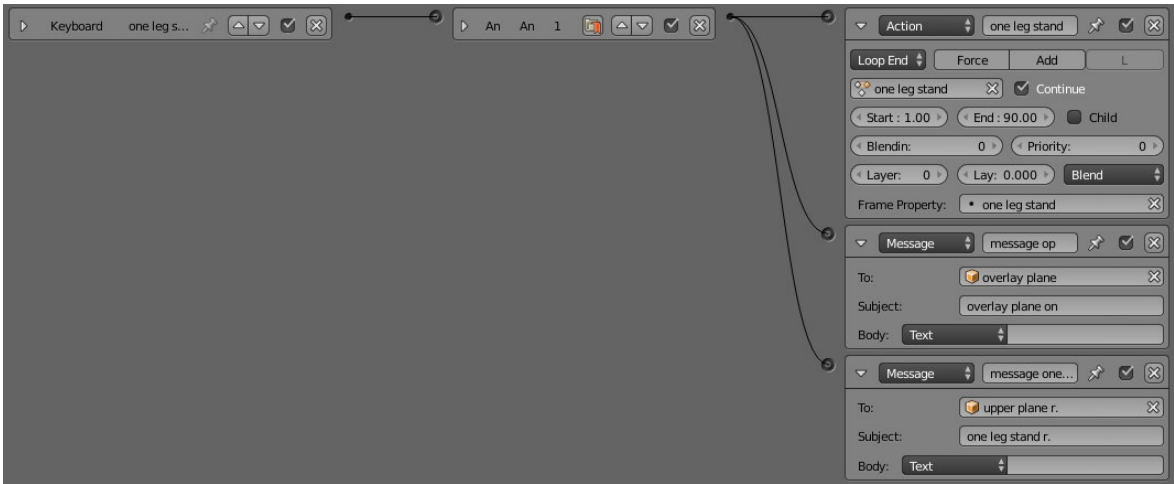 Keyboard one leg s...
An An 1
Action one leg stand
Loop End Force Add L
one leg stand Continue
Start : 1.00 End : 90.00 Child
Blendin: 0 Priority: 0
Layer: 0 Lay: 0.000 Blend
Frame Property: one leg stand
Message message op
To: overlay plane
Subject: overlay plane on
Body: Text
Message message one...
To: upper plane r.
Subject: one leg stand r.
Body: Text